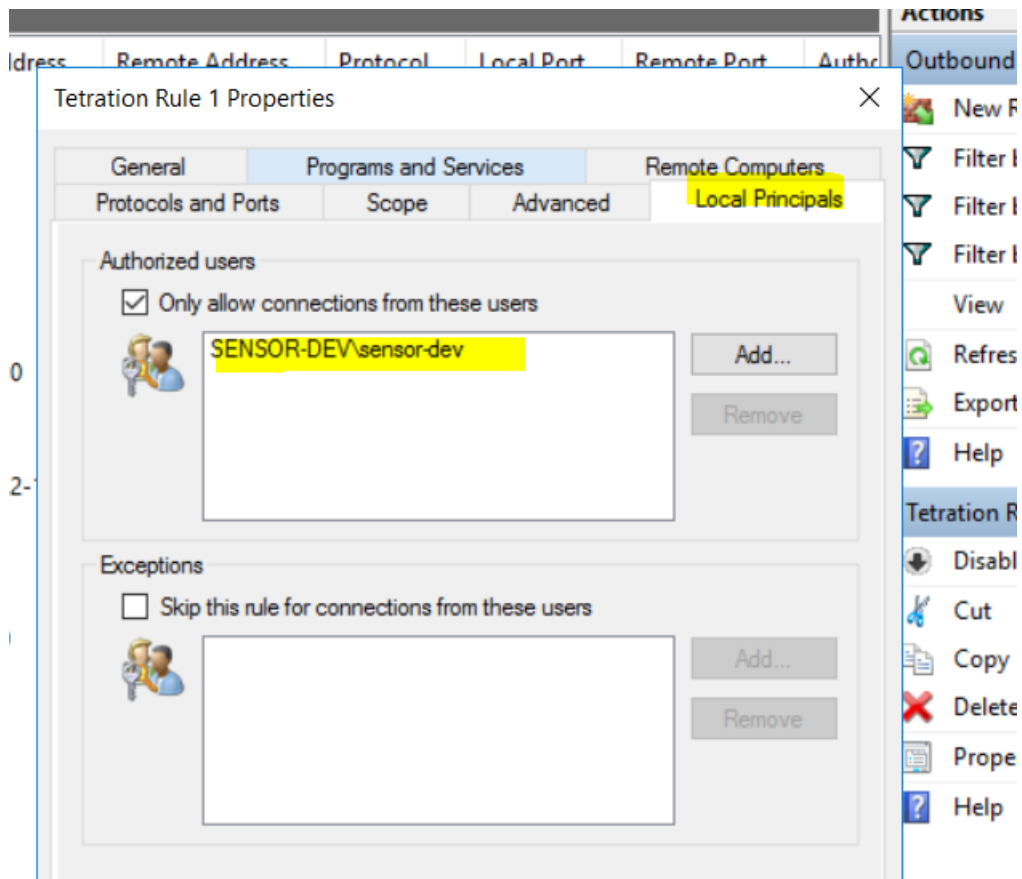 Actions
ldress Remote Address Protocol Local Port Remote Port Autho
Outbound
Tetration Rule 1 Properties
New R
General Programs and Services Remote Computers
Filter b
Protocols and Ports Scope Advanced Local Principals
Filter b
Authorized users
Filter b
Only allow connections from these users
View
SENSOR-DEV\sensor-dev
Add...
Refres
0
Export
Remove
Help
2-
Tetration R
Exceptions
Disabl
Skip this rule for connections from these users
Cut
Add...
Copy
Remove
Delete
Prope
Help